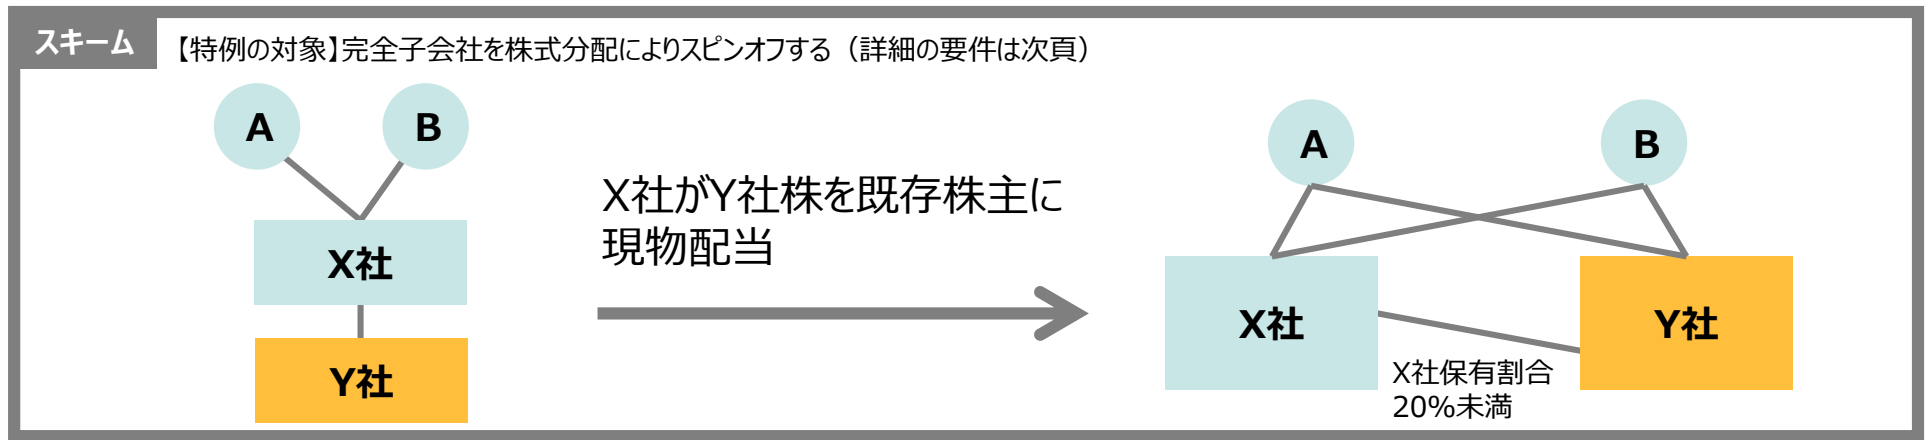 スキーム
【特例の対象】完全子会社を株式分配によりスピンオフする（詳細の要件は次頁）
A
B
X社
Y社
X社がY社株を既存株主に
現物配当
A
B
X社
Y社
X社保有割合
20%未満